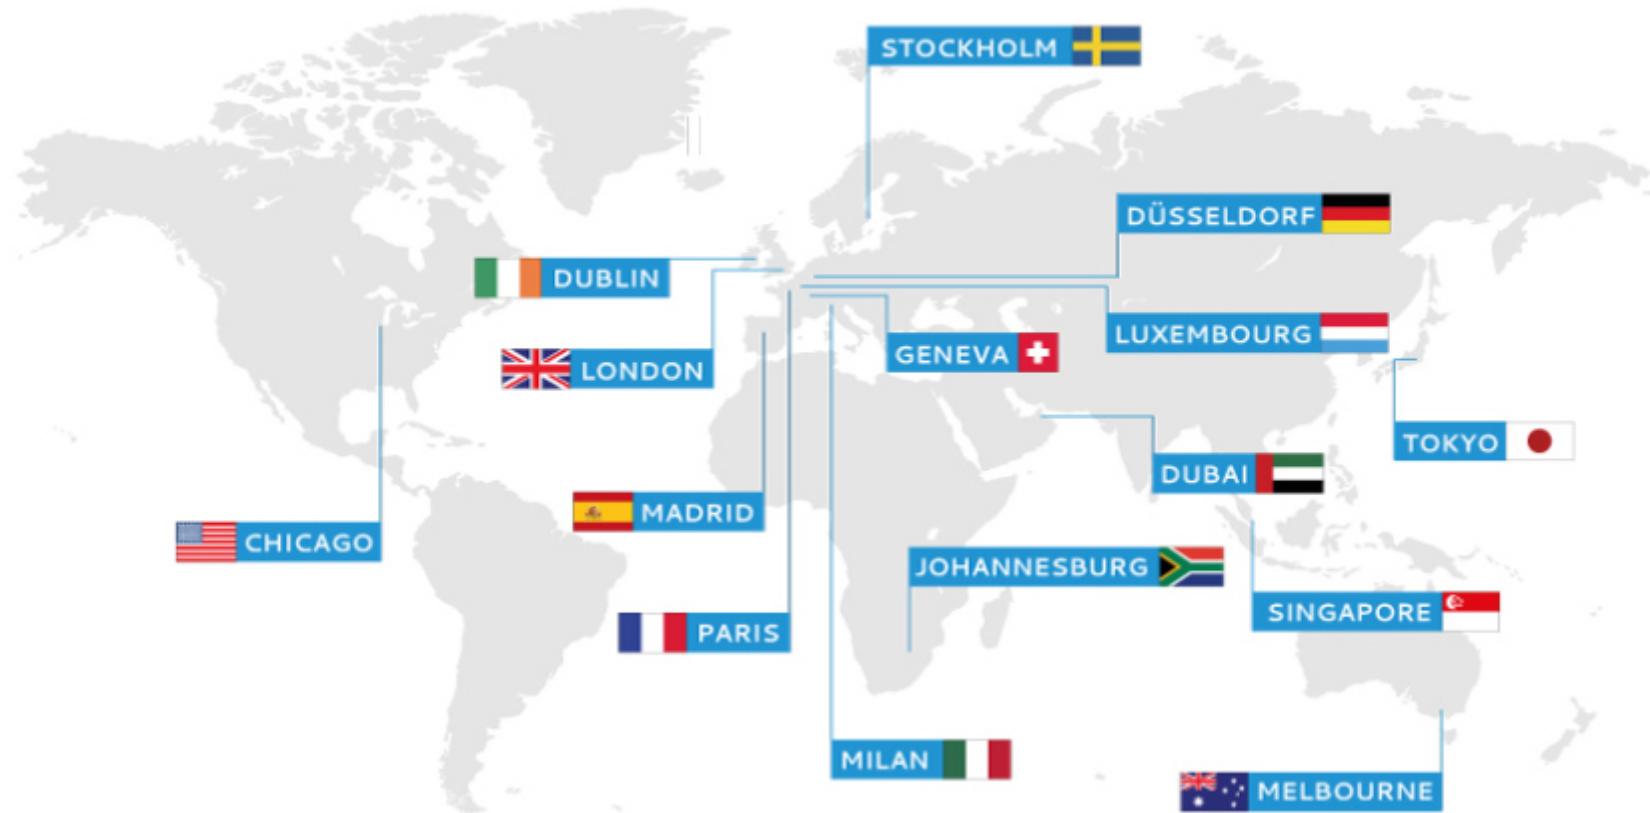 STOCKHOLM
DÜSSELDORF
DUBLIN
LUXEMBOURG
GENEVA
LONDON
TOKYO
DUBAI
MADRID
CHICAGO
JOHANNESBURG
SINGAPORE
PARIS
MILAN
MELBOURNE